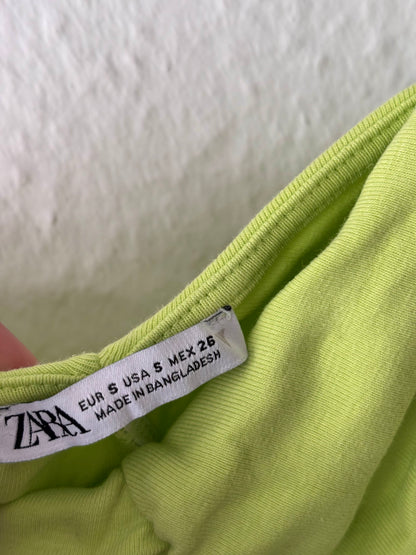 ZARA
EUR S USA S MEX 26
MADE IN BANGLADESH